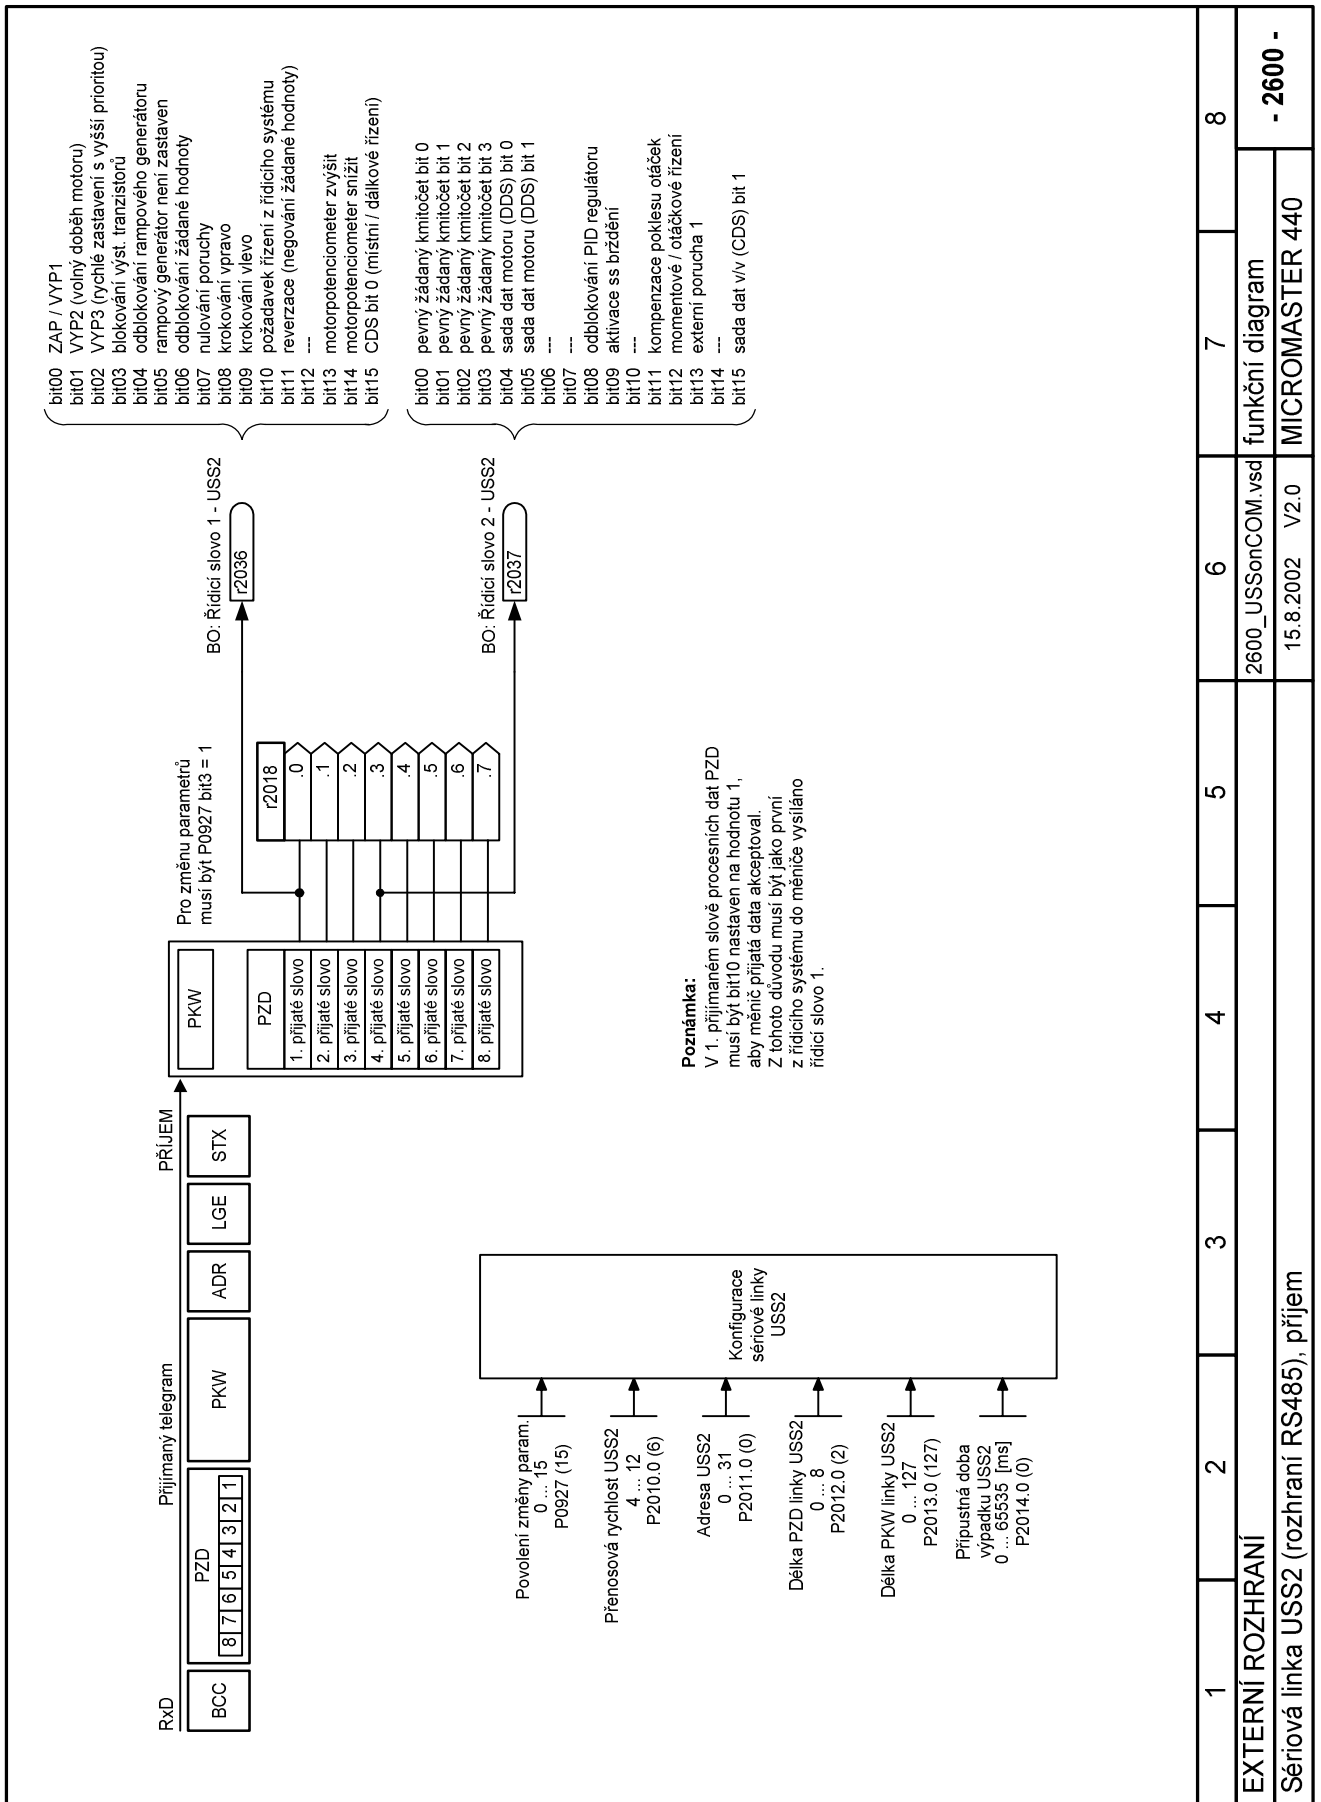 RxD
Přijímaný telegram
PŘÍJEM
BCC
PZD
8 7 6 5 4 3 2 1
PKW
ADR
LGE
STX
PKW
PZD
1. přijaté slovo
2. přijaté slovo
3. přijaté slovo
4. přijaté slovo
5. přijaté slovo
6. přijaté slovo
7. přijaté slovo
8. přijaté slovo
Pro změnu parametrů
musí být P0927 bit3 = 1
r2018
.0
.1
.2
.3
.4
.5
.6
.7
BO: Řídicí slovo 1 - USS2
r2036
BO: Řídicí slovo 2 - USS2
r2037
bit00 ZAP / VYP1
bit01 VYP2 (volný doběh motoru)
bit02 VYP3 (rychlé zastavení s vyšší prioritou)
bit03 blokování výst. tranzistorů
bit04 odblokování rampového generátoru
bit05 rampový generátor není zastaven
bit06 odblokování žádané hodnoty
bit07 nulování poruchy
bit08 krokování vpravo
bit09 krokování vlevo
bit10 požadavek řízení z řídicího systému
bit11 reverzace (negování žádané hodnoty)
bit12 ---
bit13 motorpotenciometer zvýšit
bit14 motorpotenciometer snížit
bit15 CDS bit 0 (místní / dálkové řízení)
bit00 pevný žádaný kmitočet bit 0
bit01 pevný žádaný kmitočet bit 1
bit02 pevný žádaný kmitočet bit 2
bit03 pevný žádaný kmitočet bit 3
bit04 sada dat motoru (DDS) bit 0
bit05 sada dat motoru (DDS) bit 1
bit06 ---
bit07 ---
bit08 odblokování PID regulátoru
bit09 aktivace ss brždění
bit10 ---
bit11 kompenzace poklesu otáček
bit12 momentové / otáčkové řízení
bit13 externí porucha 1
bit14 ---
bit15 sada dat v/v (CDS) bit 1
Povolení změny param.
0 ... 15
P0927 (15)
Přenosová rychlost USS2
4 ... 12
P2010.0 (6)
Adresa USS2
0 ... 31
P2011.0 (0)
Délka PZD linky USS2
0 ... 8
P2012.0 (2)
Délka PKW linky USS2
0 ... 127
P2013.0 (127)
Přípustná doba
výpadku USS2
0 ... 65535 [ms]
P2014.0 (0)
Konfigurace
sériové linky
USS2
Poznámka:
V 1. přijímaném slově procesních dat PZD
musí být bit10 nastaven na hodnotu 1,
aby měnič přijatá data akceptoval.
Z tohoto důvodu musí být jako první
z řídicího systému do měniče vysíláno
řídicí slovo 1.
1 2 3 4 5 6 7 8
EXTERNÍ ROZHRANÍ
2600_USSonCOM.vsd
funkční diagram
- 2600 -
Sériová linka USS2 (rozhraní RS485), příjem
15.8.2002 V2.0
MICROMASTER 440